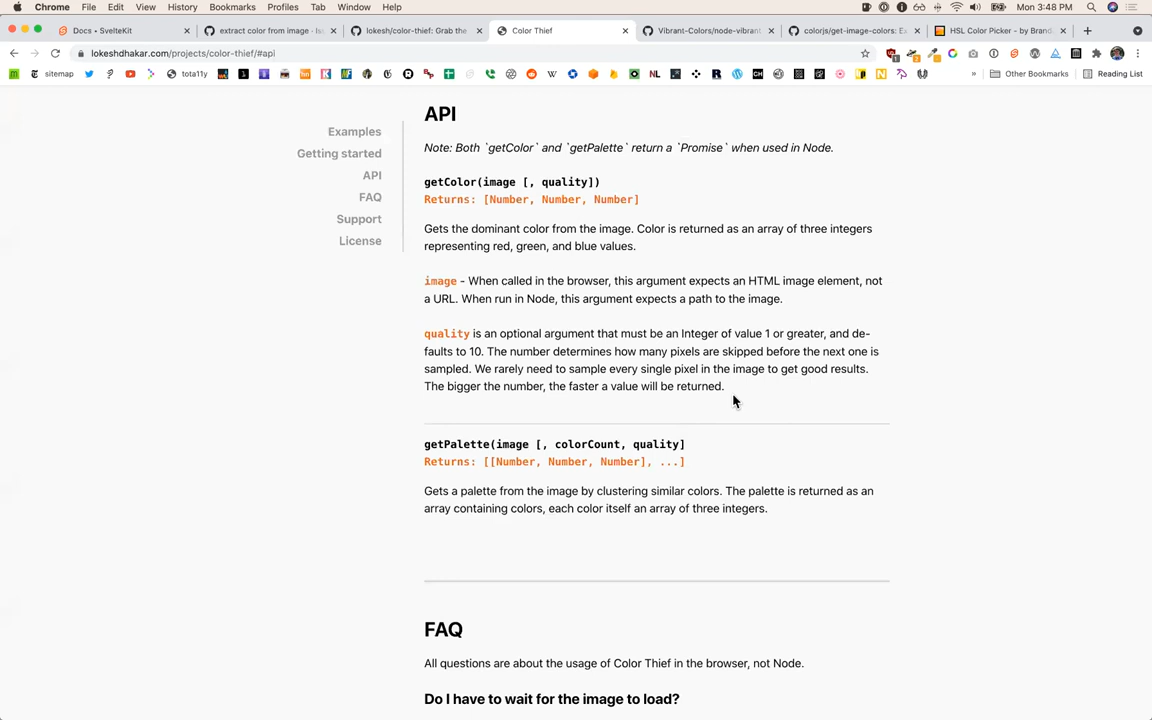 Chrome File Edit View History Bookmarks Profiles Tab Window Help Mon 3:48 PM
Docs • SvelteKit
extract color from image · Iss
lokesh/color-thief: Grab the
Color Thief
Vibrant-Colors/node-vibrant
colorjs/get-image-colors: Ex
HSL Color Picker - by Brand
lokeshdhakar.com/projects/color-thief/#api
sitemap tota11y NL CH » Other Bookmarks Reading List
Examples
Getting started
API
FAQ
Support
License
API
Note: Both `getColor` and `getPalette` return a `Promise` when used in Node.
getColor(image [, quality])
Returns: [Number, Number, Number]
Gets the dominant color from the image. Color is returned as an array of three integers
representing red, green, and blue values.
image - When called in the browser, this argument expects an HTML image element, not
a URL. When run in Node, this argument expects a path to the image.
quality is an optional argument that must be an Integer of value 1 or greater, and de-
faults to 10. The number determines how many pixels are skipped before the next one is
sampled. We rarely need to sample every single pixel in the image to get good results.
The bigger the number, the faster a value will be returned.
getPalette(image [, colorCount, quality]
Returns: [[Number, Number, Number], ...]
Gets a palette from the image by clustering similar colors. The palette is returned as an
array containing colors, each color itself an array of three integers.
FAQ
All questions are about the usage of Color Thief in the browser, not Node.
Do I have to wait for the image to load?